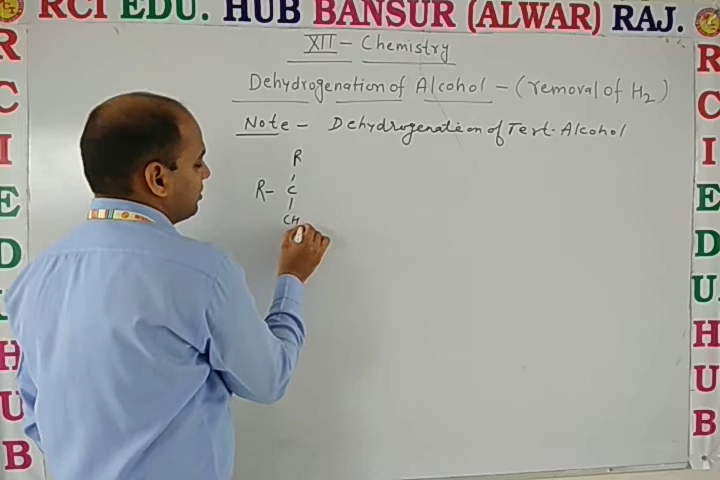 RCI EDU. HUB BANSUR (ALWAR) RAJ.
XII - Chemistry
Dehydrogenation of Alcohol - (removal of H2)
Note - Dehydrogenation of Tert. Alcohol
R
R- C
CH
R
C
I
E
D
H
U
B
R
C
I
E
D
U.
H
U
B